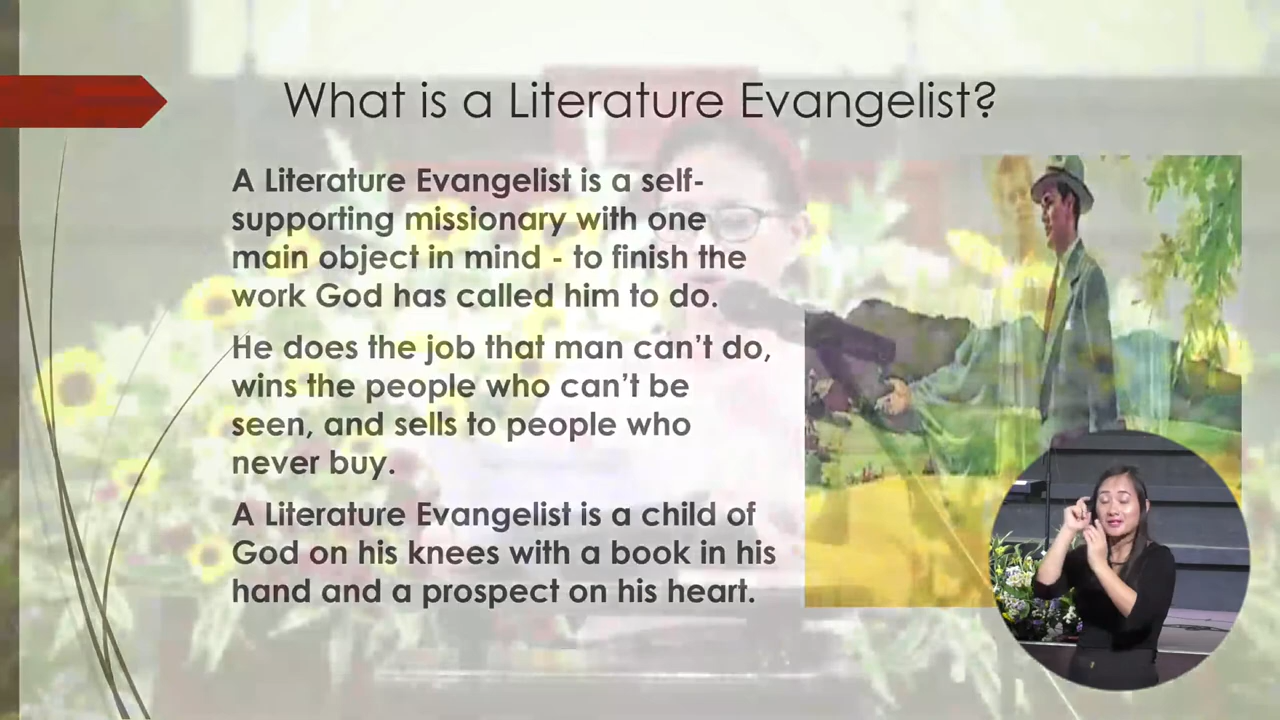 What is a Literature Evangelist?
A Literature Evangelist is a self-
supporting missionary with one
main object in mind - to finish the
work God has called him to do.
He does the job that man can't do,
wins the people who can't be
seen, and sells to people who
never buy.
A Literature Evangelist is a child of
God on his knees with a book in his
hand and a prospect on his heart.